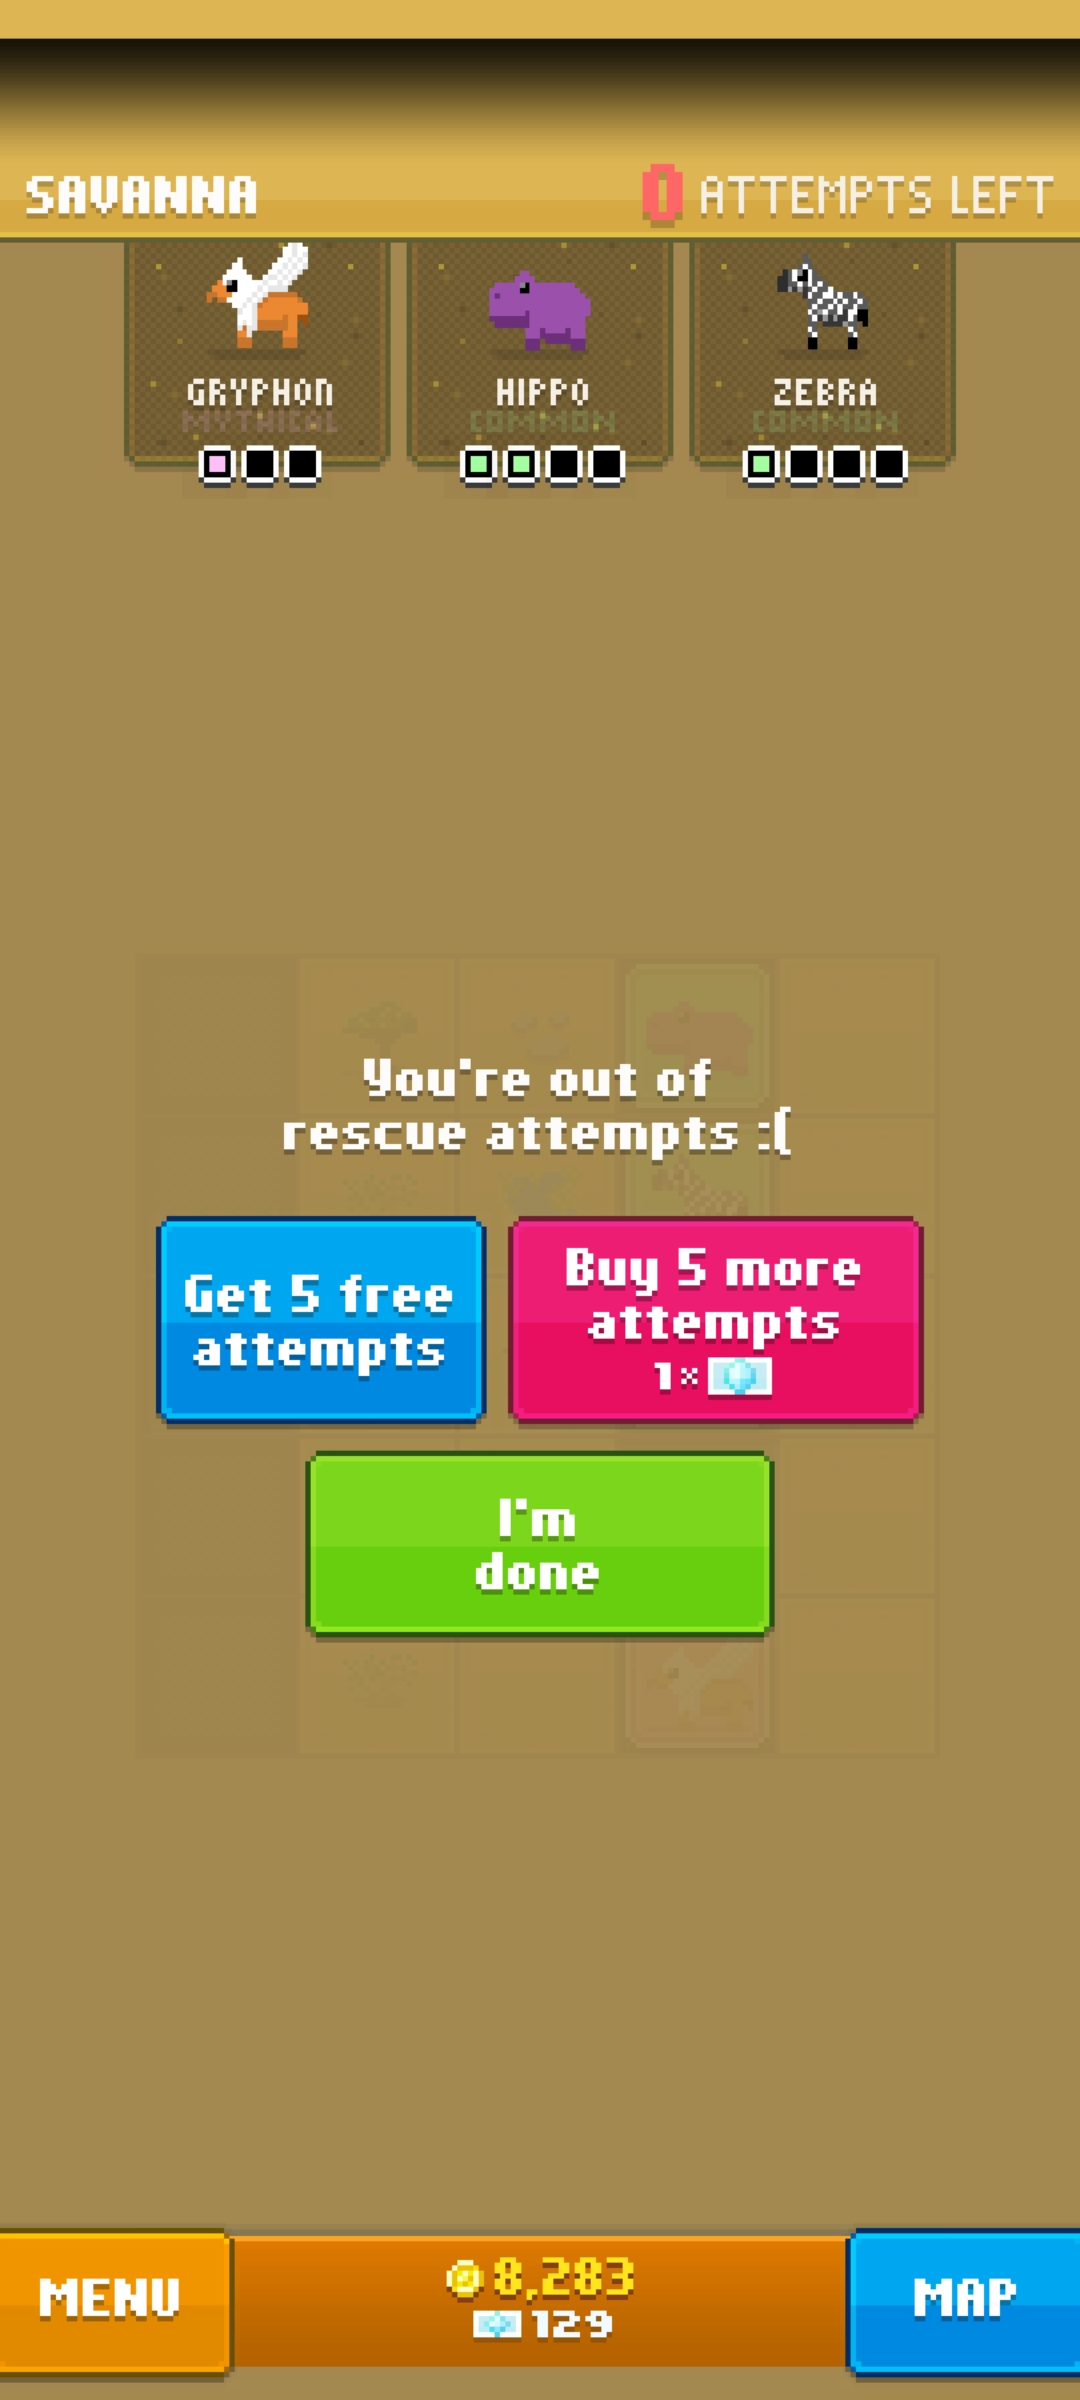 SAVANNA
0 ATTEMPTS LEFT
GRYPHON
MYTHICAL
HIPPO
COMMON
ZEBRA
COMMON
You're out of
rescue attempts :(
Get 5 free
attempts
Buy 5 more
attempts
1×
I'm
done
MENU
8,283
129
MAP